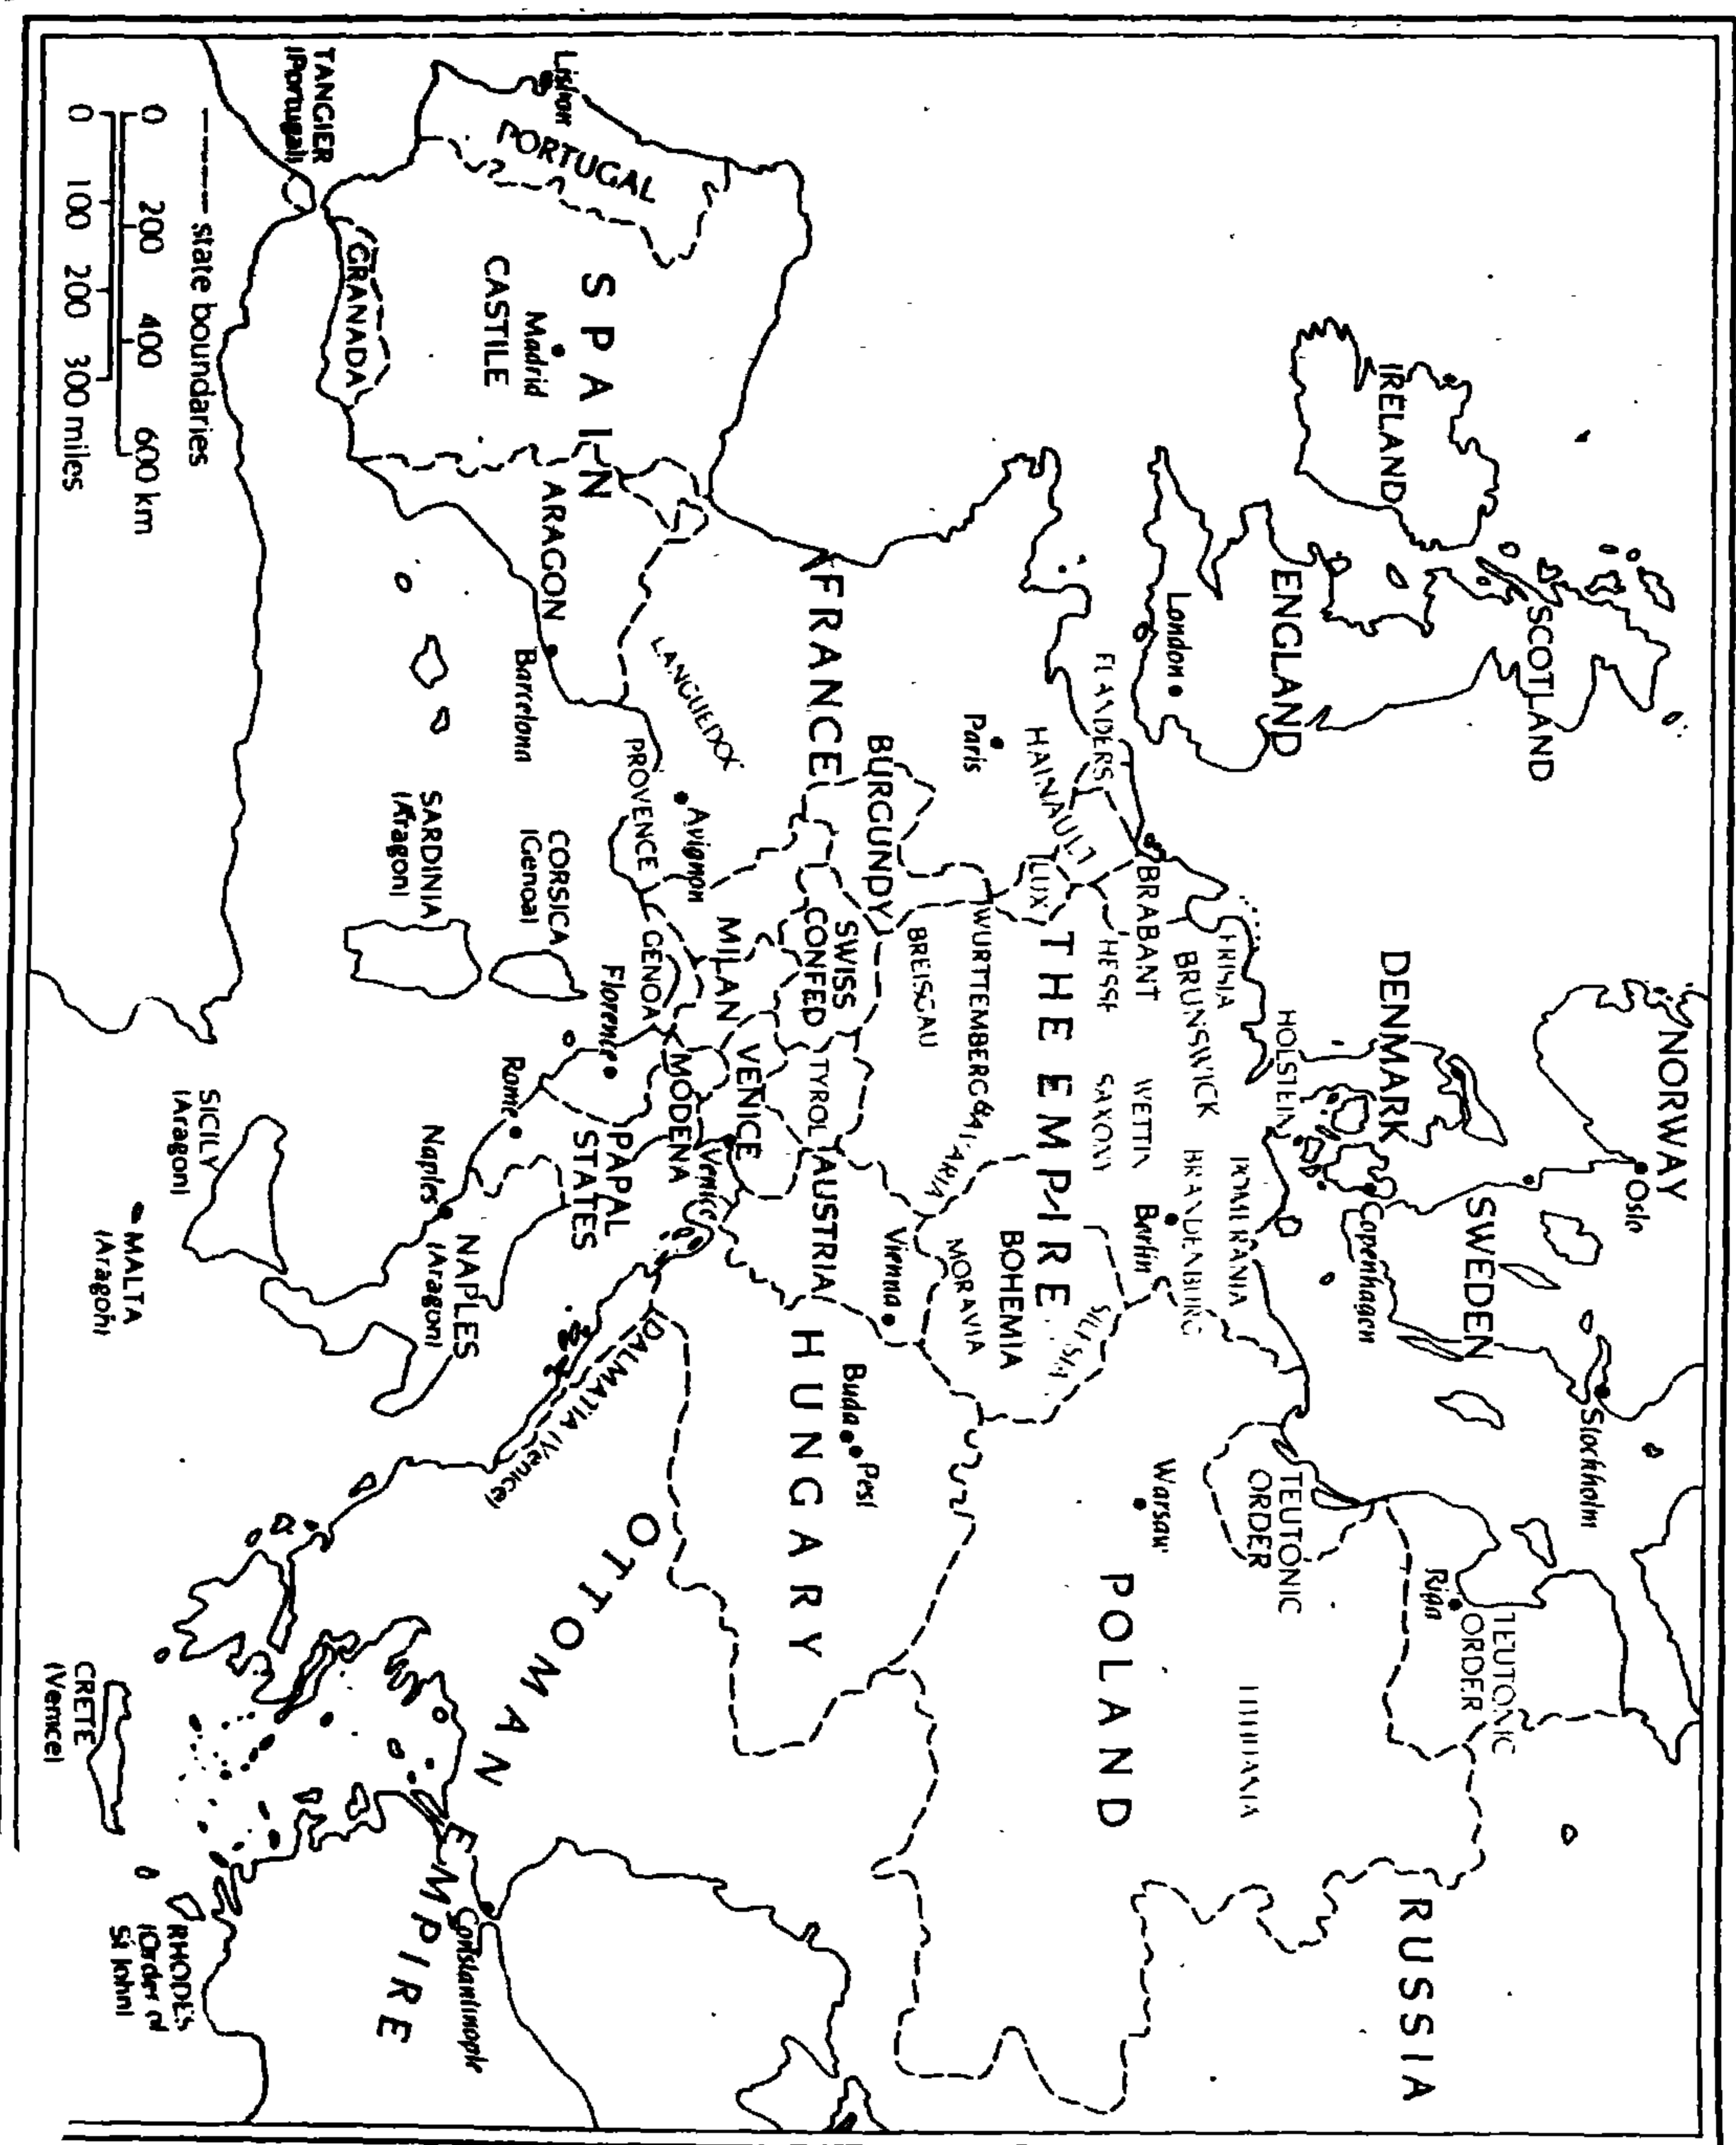 NORWAY
Oslo
SWEDEN
Stockholm
SCOTLAND
DENMARK
Copenhagen
IRELAND
ENGLAND
London
HOLSTEIN
FRISIA
BRUNSWICK
BRABANT
HESSE
POMERANIA
BRANDENBURG
Berlin
WETTIN
SAXONY
TEUTONIC
ORDER
Riga
TEUTONIC
ORDER
RUSSIA
Warsaw
POLAND
FLANDERS
HAINAULT
LUX
THE EMPIRE
SILESIA
BOHEMIA
MORAVIA
Paris
WURTTEMBERG
BREISGAU
BURGUNDY
Vienna
FRANCE
SWISS
CONFED
TYROL
AUSTRIA
Buda
Pest
HUNGARY
LANGUEDOC
Avignon
PROVENCE
MILAN
VENICE
Venice
GENOA
MODENA
Florence
PAPAL
STATES
DALMATIA (Venice)
OTTOMAN
EMPIRE
Constantinople
Lisbon
PORTUGAL
SPAIN
Madrid
CASTILE
ARAGON
Barcelona
CORSICA
(Genoa)
Rome
SARDINIA
(Aragon)
Naples
NAPLES
(Aragon)
GRANADA
TANGIER
(Portugal)
SICILY
(Aragon)
MALTA
(Aragon)
CRETE
(Venice)
RHODES
(Order of
St John)
state boundaries
0 200 400 600 km
0 100 200 300 miles